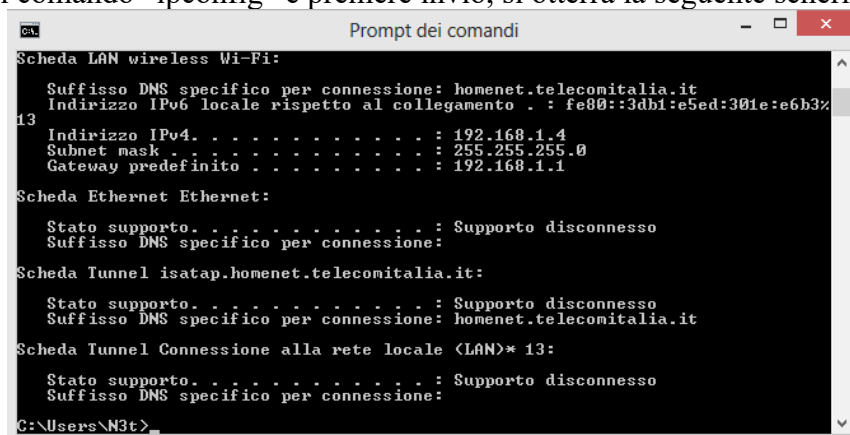 comando "ipconfig" e premere invio, si otterrà la seguente scherm
Prompt dei comandi
Scheda LAN wireless Wi-Fi:
Suffisso DNS specifico per connessione: homenet.telecomitalia.it
Indirizzo IPv6 locale rispetto al collegamento . : fe80::3db1:e5ed:301e:e6b3%
13
Indirizzo IPv4. . . . . . . . . . . . : 192.168.1.4
Subnet mask . . . . . . . . . . . . . : 255.255.255.0
Gateway predefinito . . . . . . . . . : 192.168.1.1
Scheda Ethernet Ethernet:
Stato supporto. . . . . . . . . . . . : Supporto disconnesso
Suffisso DNS specifico per connessione:
Scheda Tunnel isatap.homenet.telecomitalia.it:
Stato supporto. . . . . . . . . . . . : Supporto disconnesso
Suffisso DNS specifico per connessione: homenet.telecomitalia.it
Scheda Tunnel Connessione alla rete locale (LAN)* 13:
Stato supporto. . . . . . . . . . . . : Supporto disconnesso
Suffisso DNS specifico per connessione:
C:\Users\N3t>_